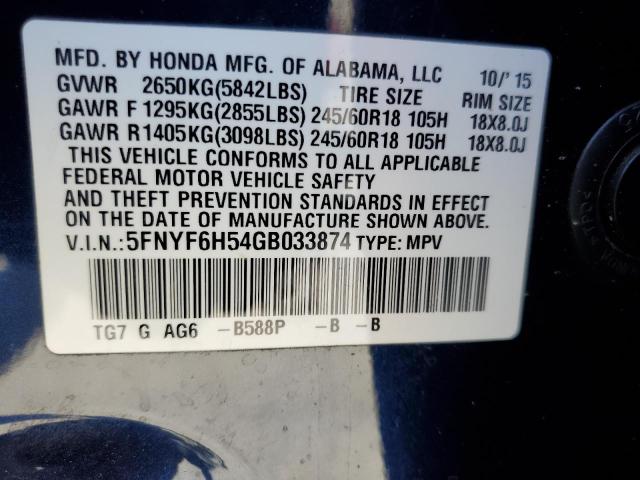 MFD. BY HONDA MFG. OF ALABAMA, LLC 10/'15
GVWR 2650KG(5842LBS) TIRE SIZE RIM SIZE
GAWR F 1295KG(2855LBS) 245/60R18 105H 18X8.0J
GAWR R 1405KG(3098LBS) 245/60R18 105H 18X8.0J
THIS VEHICLE CONFORMS TO ALL APPLICABLE
FEDERAL MOTOR VEHICLE SAFETY
AND THEFT PREVENTION STANDARDS IN EFFECT
ON THE DATE OF MANUFACTURE SHOWN ABOVE.
V.I.N.: 5FNYF6H54GB033874 TYPE: MPV
TG7 G AG6 -B588P -B -B